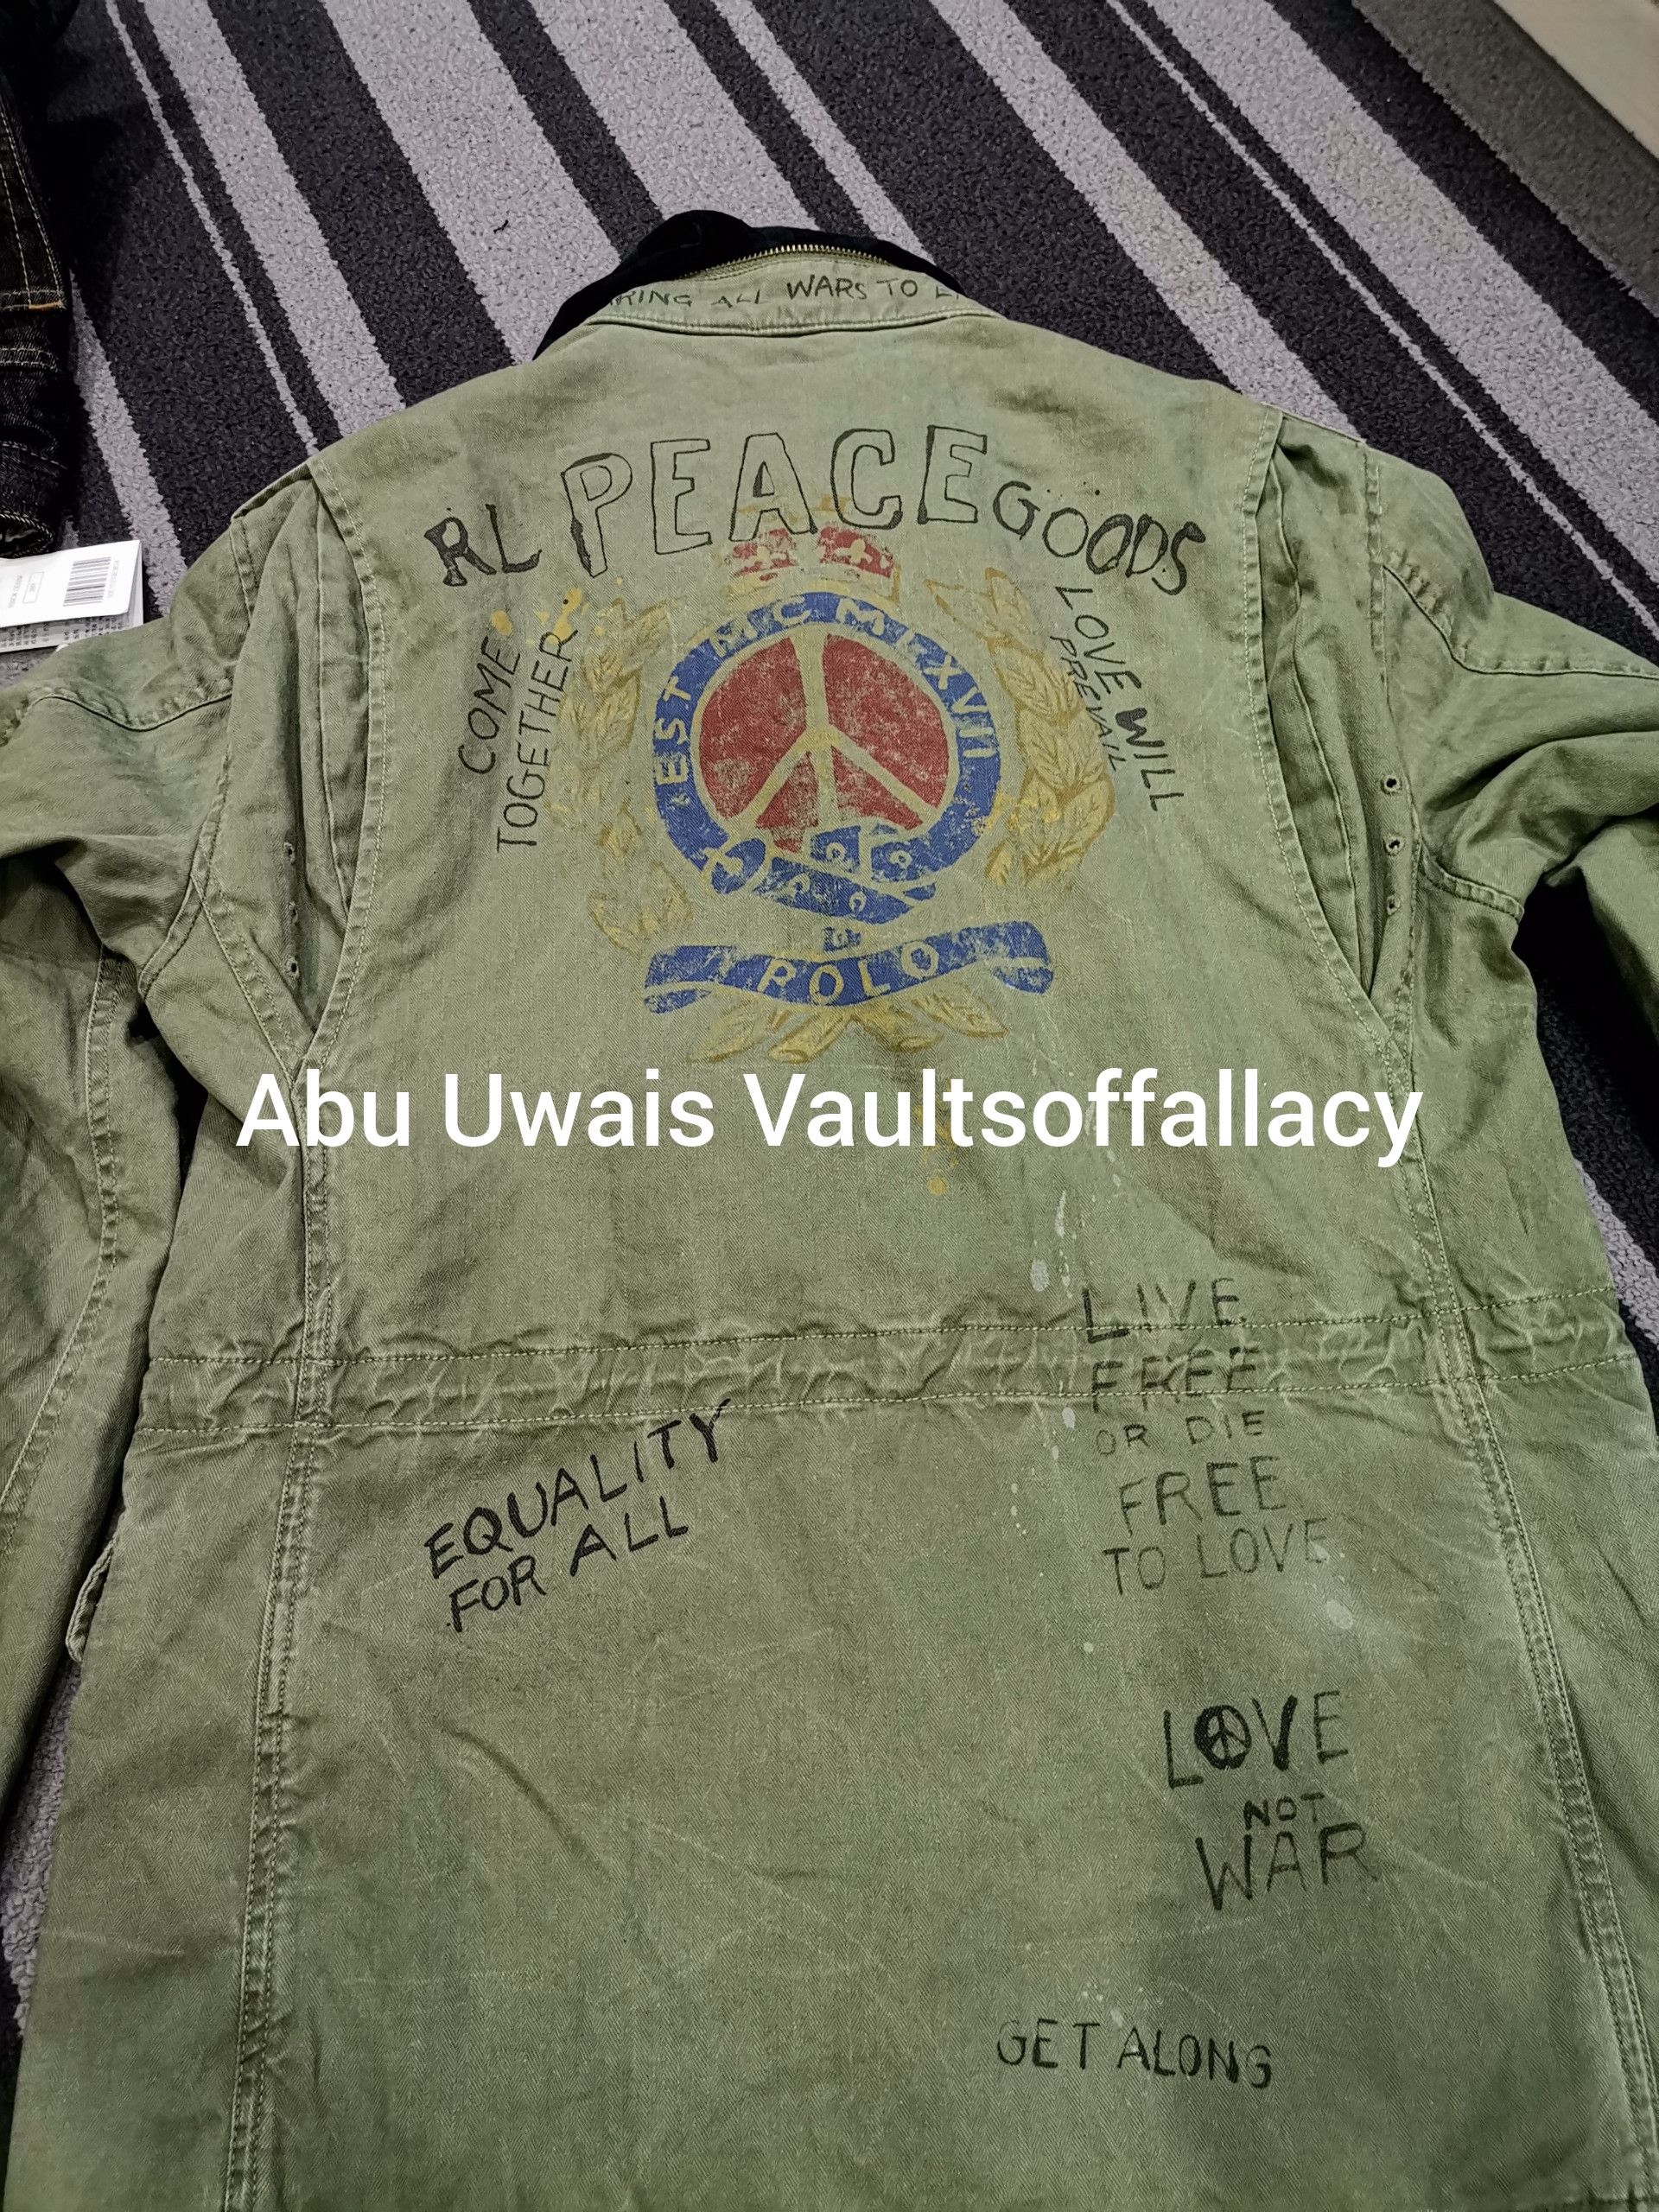 ALL WARS TO
RL PEACE GOODS
COME
TOGETHER
LOVE WILL
PREVAIL
EST MCMLXVII
POLO
Abu Uwais Vaultsoffallacy
LIVE
FREE
OR DIE
FREE
TO LOVE
EQUALITY
FOR ALL
LOVE
NOT
WAR
GET ALONG